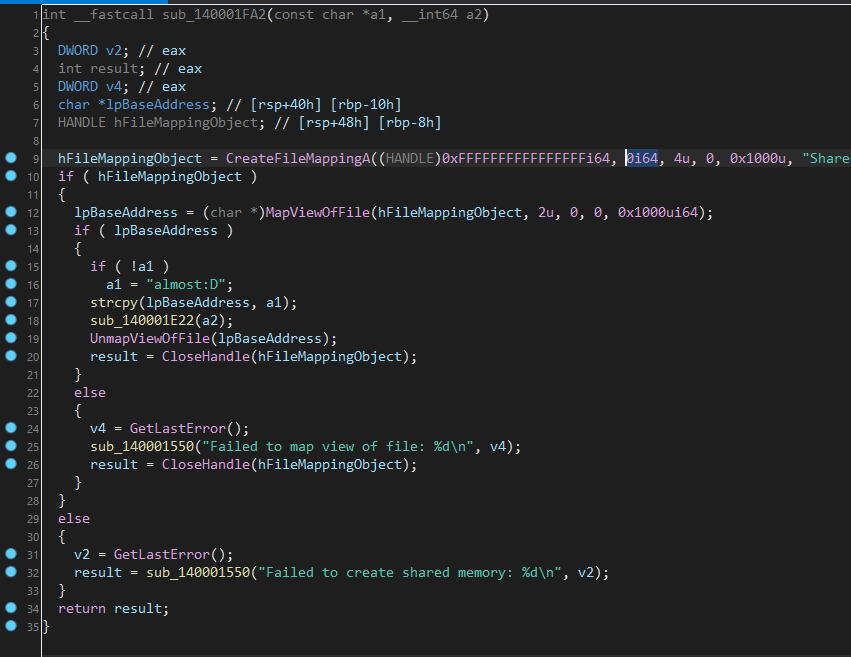 1 int __fastcall sub_140001FA2(const char *a1, __int64 a2)
2 {
3 DWORD v2; // eax
4 int result; // eax
5 DWORD v4; // eax
6 char *lpBaseAddress; // [rsp+40h] [rbp-10h]
7 HANDLE hFileMappingObject; // [rsp+48h] [rbp-8h]
8
9 hFileMappingObject = CreateFileMappingA((HANDLE)0xFFFFFFFFFFFFFFFFi64, 0i64, 4u, 0, 0x1000u, "Share
10 if ( hFileMappingObject )
11 {
12 lpBaseAddress = (char *)MapViewOfFile(hFileMappingObject, 2u, 0, 0, 0x1000ui64);
13 if ( lpBaseAddress )
14 {
15 if ( !a1 )
16 a1 = "almost:D";
17 strcpy(lpBaseAddress, a1);
18 sub_140001E22(a2);
19 UnmapViewOfFile(lpBaseAddress);
20 result = CloseHandle(hFileMappingObject);
21 }
22 else
23 {
24 v4 = GetLastError();
25 sub_140001550("Failed to map view of file: %d\n", v4);
26 result = CloseHandle(hFileMappingObject);
27 }
28 }
29 else
30 {
31 v2 = GetLastError();
32 result = sub_140001550("Failed to create shared memory: %d\n", v2);
33 }
34 return result;
35 }